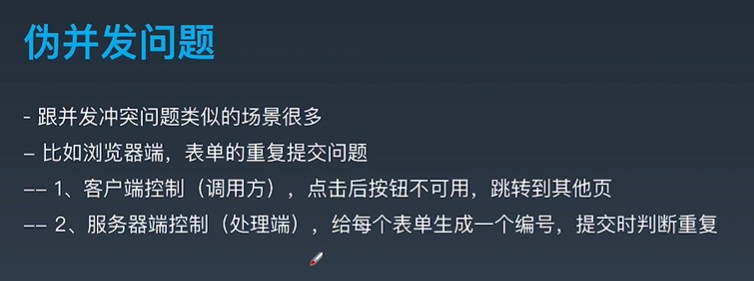 伪并发问题
- 跟并发冲突问题类似的场景很多
- 比如浏览器端，表单的重复提交问题
-- 1、客户端控制（调用方），点击后按钮不可用，跳转到其他页
-- 2、服务器端控制（处理端），给每个表单生成一个编号，提交时判断重复